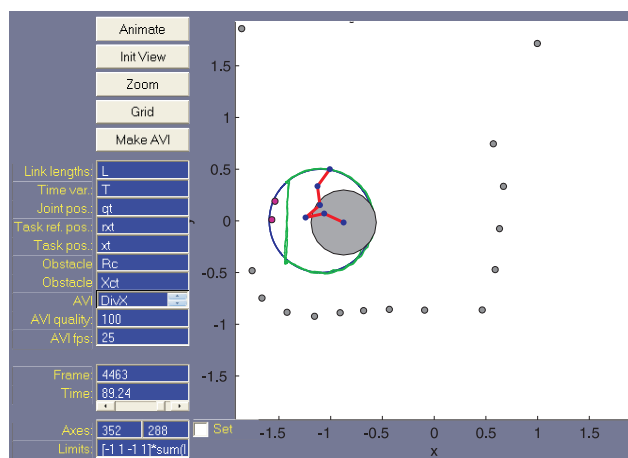 Animate
Init View
Zoom
Grid
Make AVI
Link lengths: L
Time var.: T
Joint pos.: qt
Task ref. pos.: rxt
Task pos.: xt
Obstacle Rc
Obstacle Xct
AVI DivX
AVI quality: 100
AVI fps: 25
Frame: 4463
Time: 89.24
Axes: 352 288 Set
Limits: [-1 1 -1 1]*sum(l
1.5
1
0.5
0
-0.5
-1
-1.5
-1.5 -1 -0.5 0 0.5 1 1.5
x